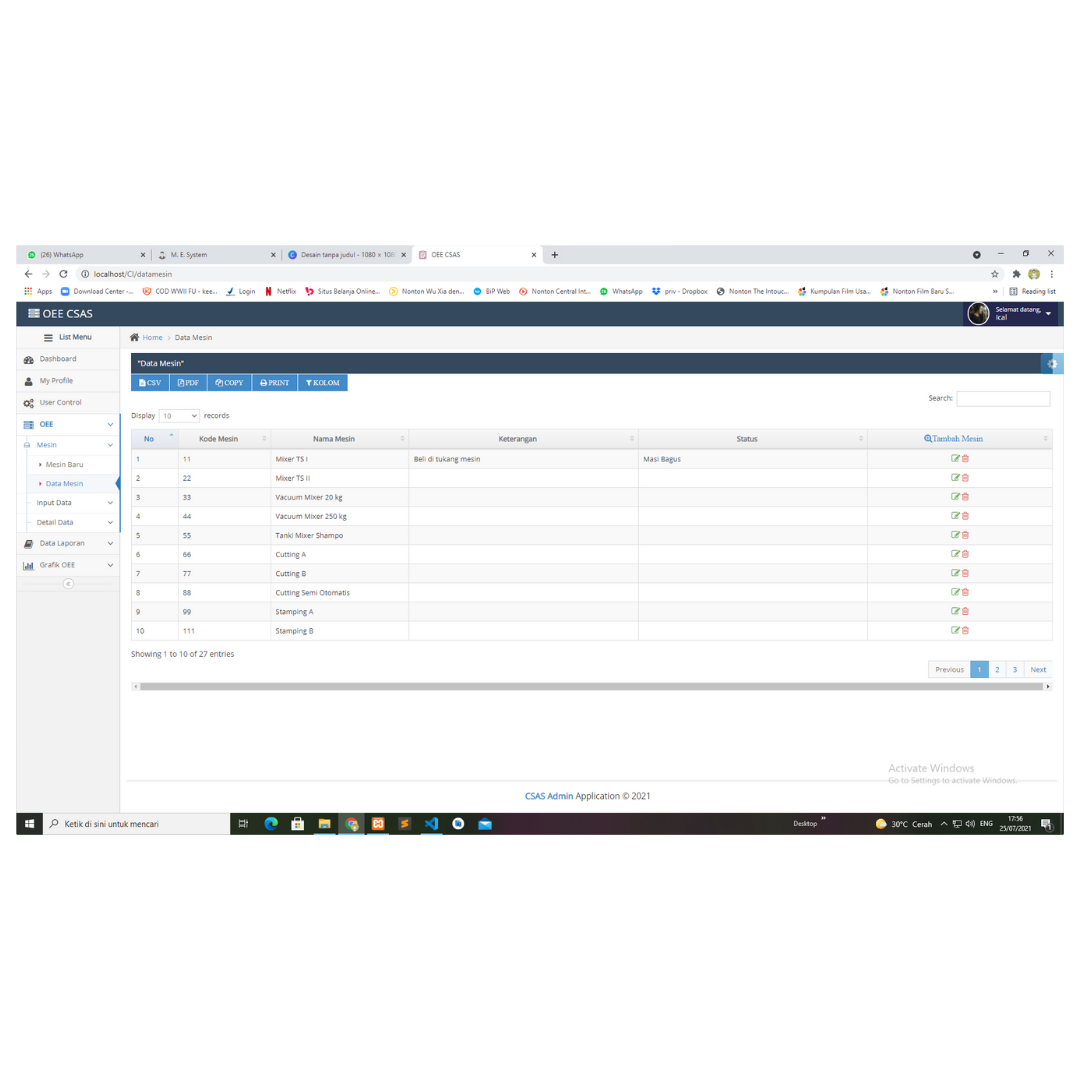 (26) WhatsApp
M. E. System
Desain tanpa judul - 1080 × 108
OEE CSAS
localhost/CI/datamesin
Apps Download Center -... COD WWII FU - kee... Login Netflix Situs Belanja Online... Nonton Wu Xia den... BiP Web Nonton Central Int... WhatsApp priv - Dropbox Nonton The Intouc... Kumpulan Film Usa... Nonton Film Baru S... » Reading list
OEE CSAS
Selamat datang,
Ical
List Menu
Home > Data Mesin
Dashboard
My Profile
User Control
OEE
Mesin
Mesin Baru
Data Mesin
Input Data
Detail Data
Data Laporan
Grafik OEE
"Data Mesin"
CSV PDF COPY PRINT KOLOM
Search:
Display 10 records
No Kode Mesin Nama Mesin Keterangan Status Tambah Mesin
1 11 Mixer TS I Beli di tukang mesin Masi Bagus
2 22 Mixer TS II
3 33 Vacuum Mixer 20 kg
4 44 Vacuum Mixer 250 kg
5 55 Tanki Mixer Shampo
6 66 Cutting A
7 77 Cutting B
8 88 Cutting Semi Otomatis
9 99 Stamping A
10 111 Stamping B
Showing 1 to 10 of 27 entries
Previous 1 2 3 Next
Activate Windows
Go to Settings to activate Windows.
CSAS Admin Application © 2021
Ketik di sini untuk mencari
Desktop »
30°C Cerah
ENG
17:56
25/07/2021
1